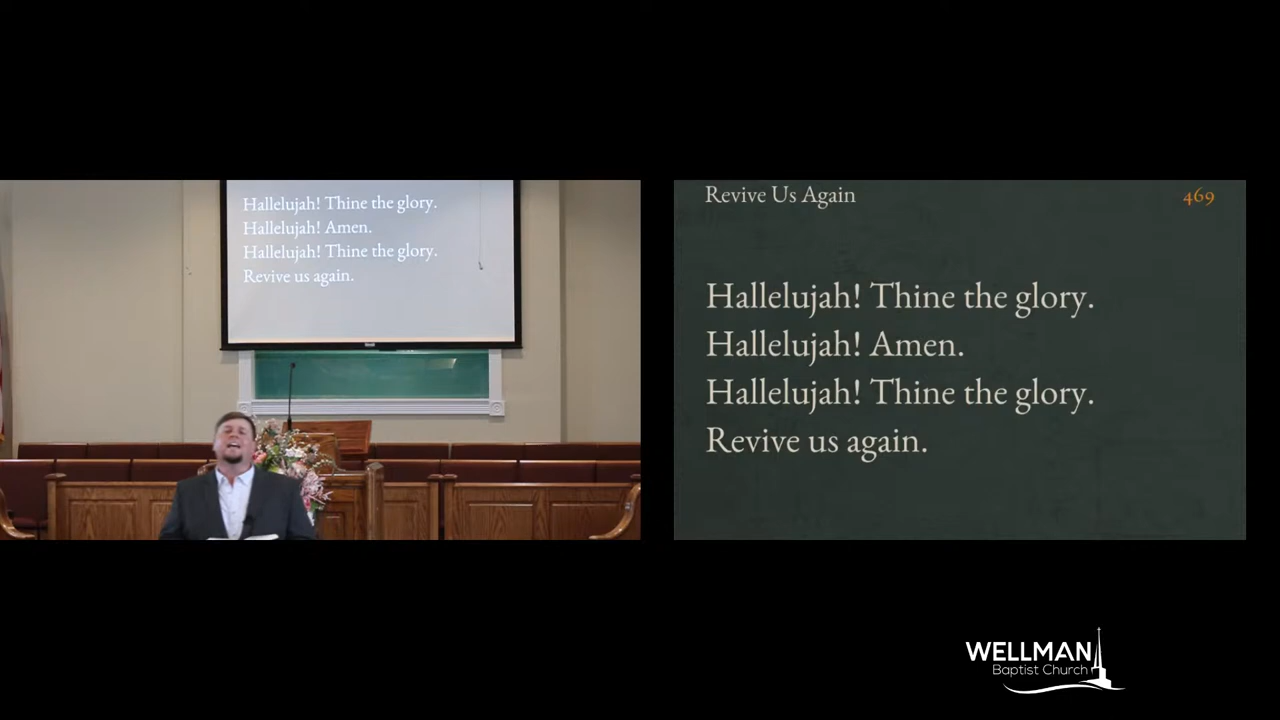 Hallelujah! Thine the glory.
Hallelujah! Amen.
Hallelujah! Thine the glory.
Revive us again.
Revive Us Again
469
Hallelujah! Thine the glory.
Hallelujah! Amen.
Hallelujah! Thine the glory.
Revive us again.
WELLMAN
Baptist Church